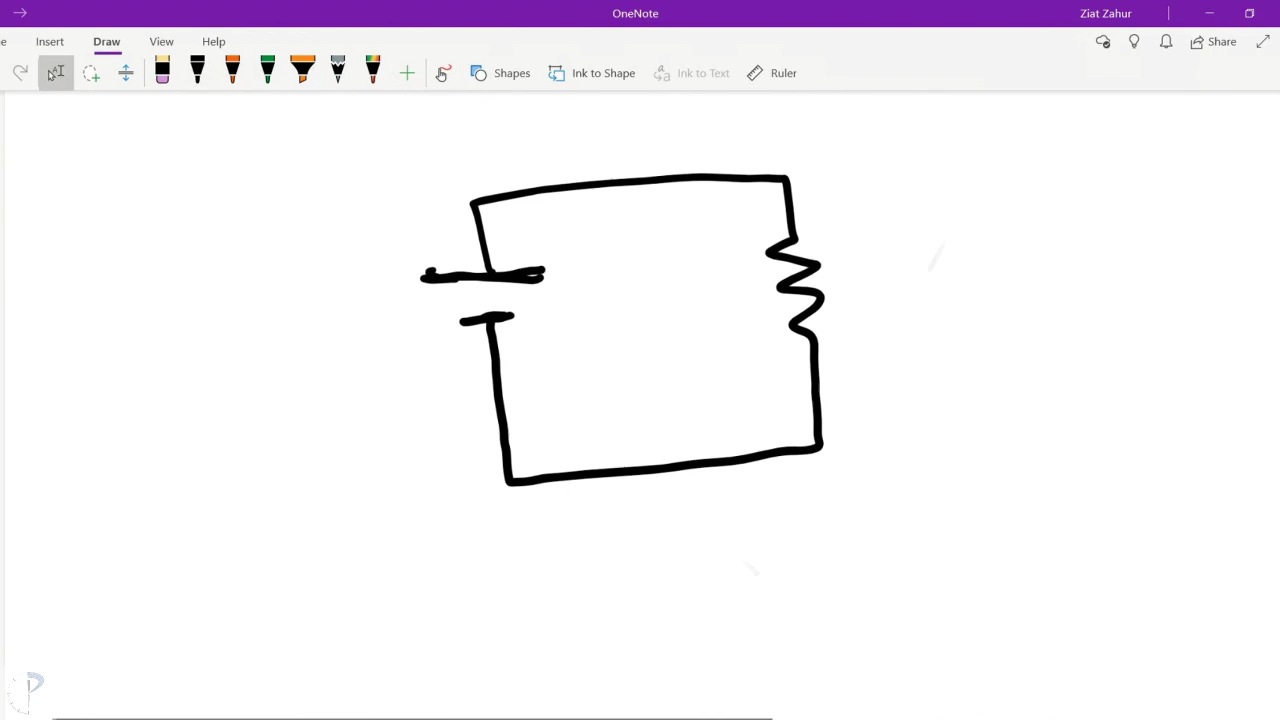 OneNote
Ziat Zahur
Insert Draw View Help
Share
Shapes Ink to Shape Ink to Text Ruler